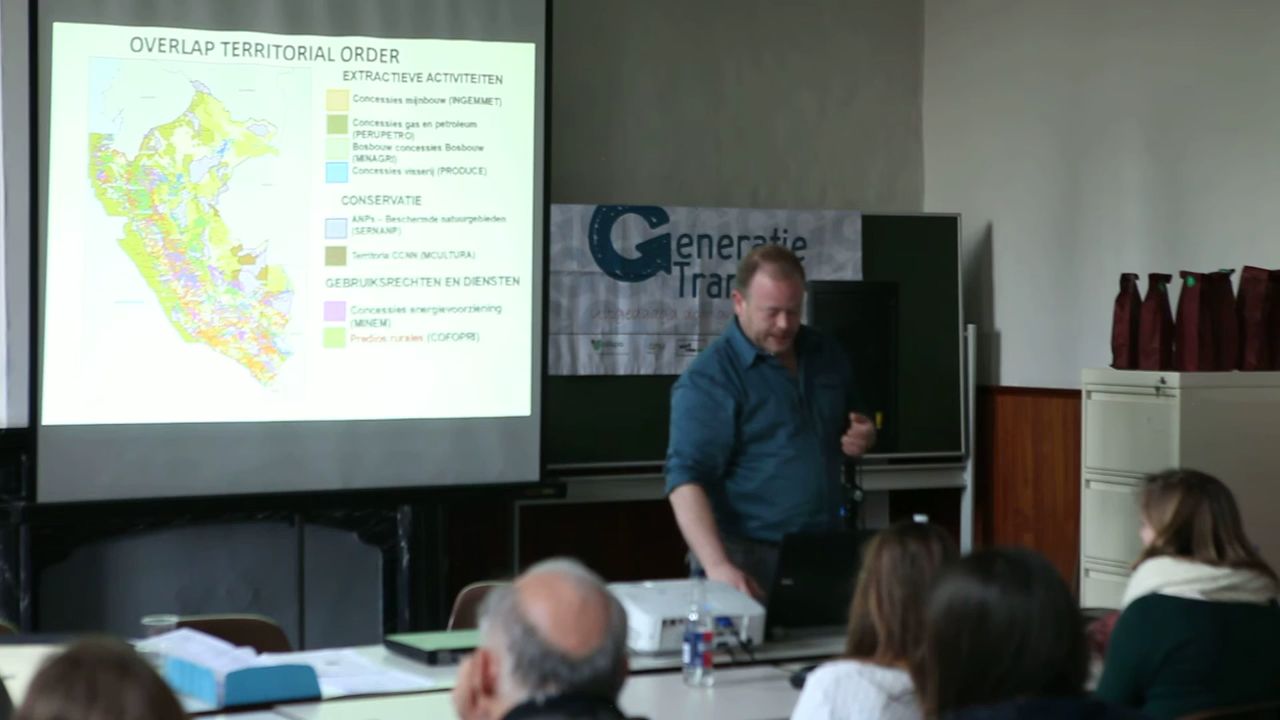 OVERLAP TERRITORIAL ORDER
EXTRACTIEVE ACTIVITEITEN
Concessies mijnbouw (INGEMMET)
Concessies gas en petroleum
(PERUPETRO)
Bosbouw concessies Bosbouw
(MINAGRI)
Concessies visserij (PRODUCE)
CONSERVATIE
ANPs - Beschermde natuurgebieden
(SERNANP)
Territoria CCNN (MCULTURA)
GEBRUIKSRECHTEN EN DIENSTEN
Concessies energievoorziening
(MINEM)
Predios rurales (COFOPRI)
Generatie
Tran